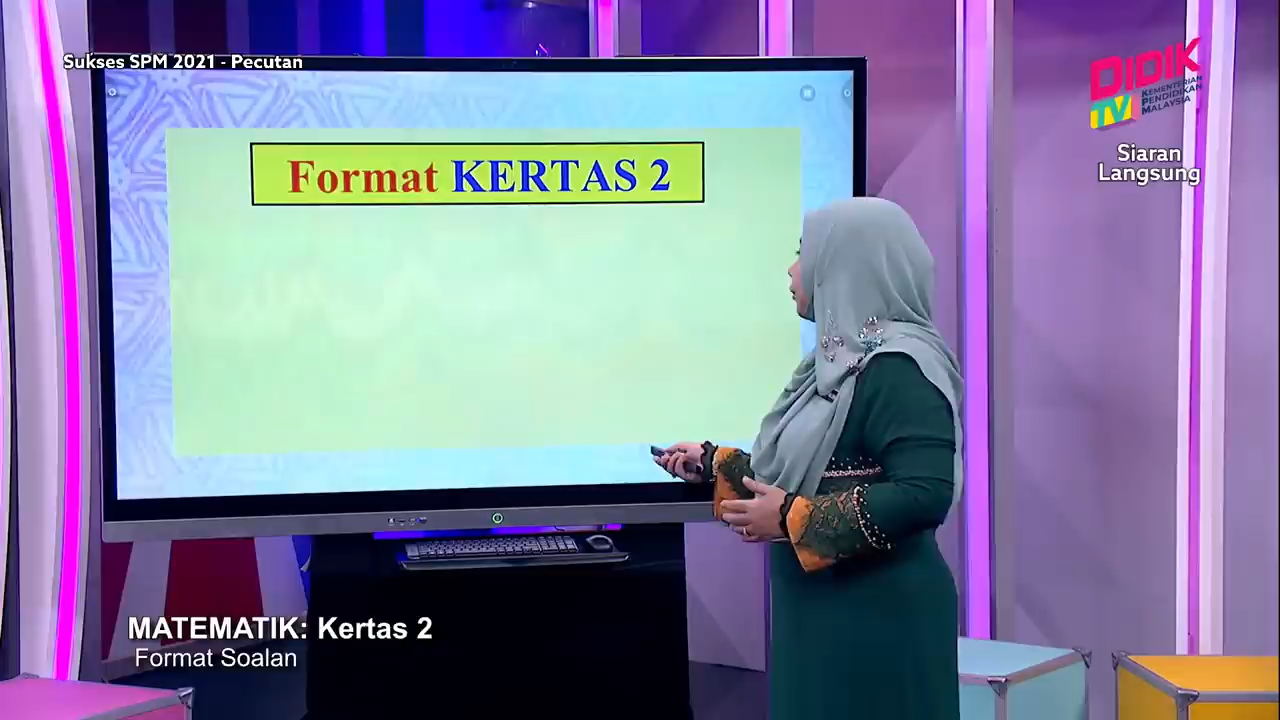 Sukses SPM 2021 - Pecutan
DIDIK
TV
KEMENTERIAN
PENDIDIKAN
MALAYSIA
Siaran
Langsung
Format KERTAS 2
MATEMATIK: Kertas 2
Format Soalan